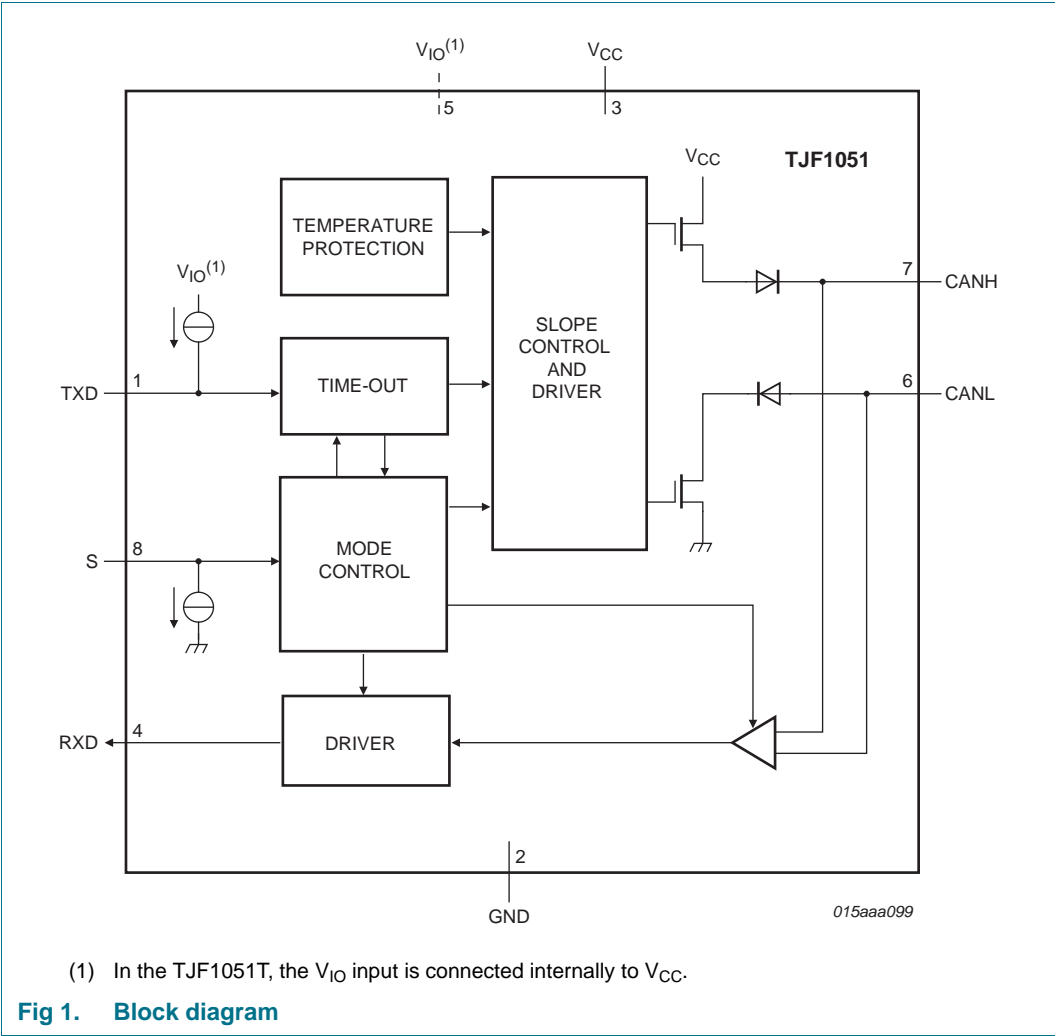 VIO(1)
VCC
5
3
VCC
TJF1051
TEMPERATURE
PROTECTION
VIO(1)
7
CANH
SLOPE
CONTROL
AND
DRIVER
TXD
1
TIME-OUT
6
CANL
S
8
MODE
CONTROL
RXD
4
DRIVER
2
GND
015aaa099
(1) In the TJF1051T, the VIO input is connected internally to VCC.
Fig 1. Block diagram